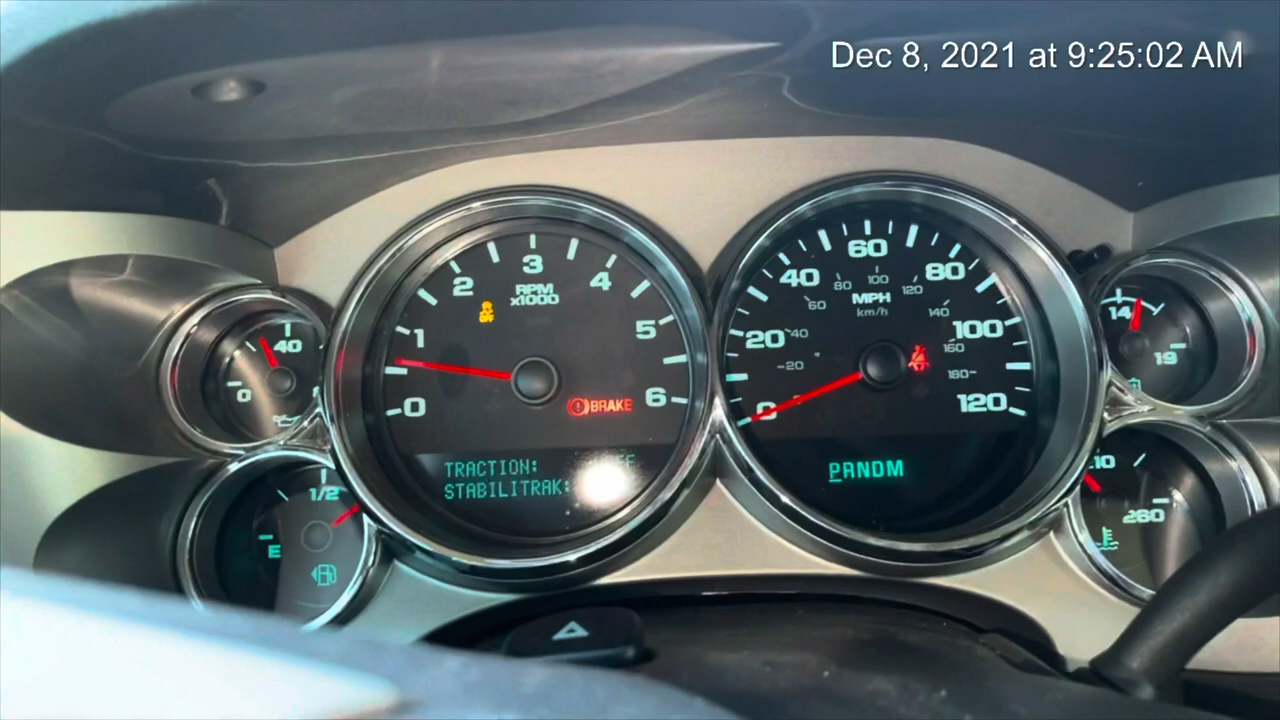 Dec 8, 2021 at 9:25:02 AM
0 1 2 3 4 5 6
RPM
x1000
BRAKE
TRACTION:
STABILITRAK:
0 20 40 60 80 100 120
20 40 60 80 100 120 140 160 180
MPH
km/h
PRNDM
0 40
E 1/2
14 19
260
OFF